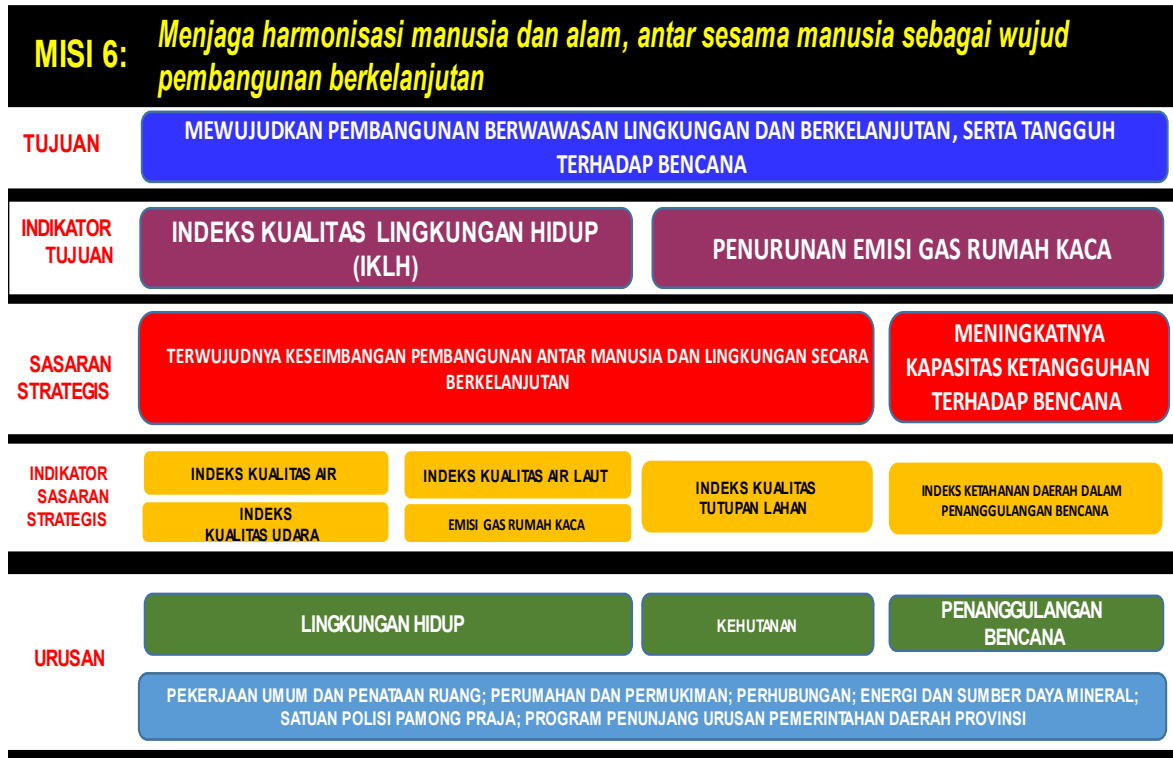 MISI 6:
Menjaga harmonisasi manusia dan alam, antar sesama manusia sebagai wujud
pembangunan berkelanjutan
TUJUAN
MEWUJUDKAN PEMBANGUNAN BERWAWASAN LINGKUNGAN DAN BERKELANJUTAN, SERTA TANGGUH
TERHADAP BENCANA
INDIKATOR
TUJUAN
INDEKS KUALITAS LINGKUNGAN HIDUP
(IKLH)
PENURUNAN EMISI GAS RUMAH KACA
SASARAN
STRATEGIS
TERWUJUDNYA KESEIMBANGAN PEMBANGUNAN ANTAR MANUSIA DAN LINGKUNGAN SECARA
BERKELANJUTAN
MENINGKATNYA
KAPASITAS KETANGGUHAN
TERHADAP BENCANA
INDIKATOR
SASARAN
STRATEGIS
INDEKS KUALITAS AIR
INDEKS
KUALITAS UDARA
INDEKS KUALITAS AIR LAUT
EMISI GAS RUMAH KACA
INDEKS KUALITAS
TUTUPAN LAHAN
INDEKS KETAHANAN DAERAH DALAM
PENANGGULANGAN BENCANA
URUSAN
LINGKUNGAN HIDUP
KEHUTANAN
PENANGGULANGAN
BENCANA
PEKERJAAN UMUM DAN PENATAAN RUANG; PERUMAHAN DAN PERMUKIMAN; PERHUBUNGAN; ENERGI DAN SUMBER DAYA MINERAL;
SATUAN POLISI PAMONG PRAJA; PROGRAM PENUNJANG URUSAN PEMERINTAHAN DAERAH PROVINSI